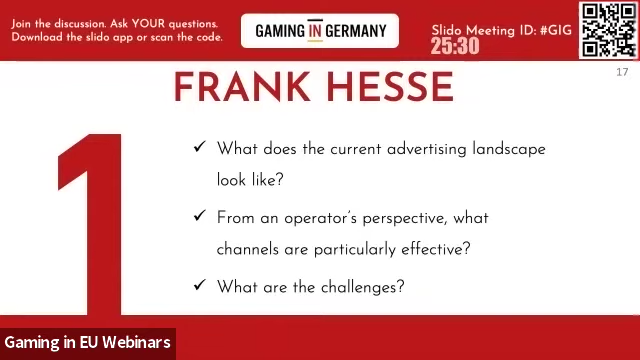 Join the discussion. Ask YOUR questions.
Download the slido app or scan the code.
GAMING IN GERMANY
Slido Meeting ID: #GIG
25:30
17
FRANK HESSE
1
✓ What does the current advertising landscape
look like?
✓ From an operator's perspective, what
channels are particularly effective?
✓ What are the challenges?
Gaming in EU Webinars